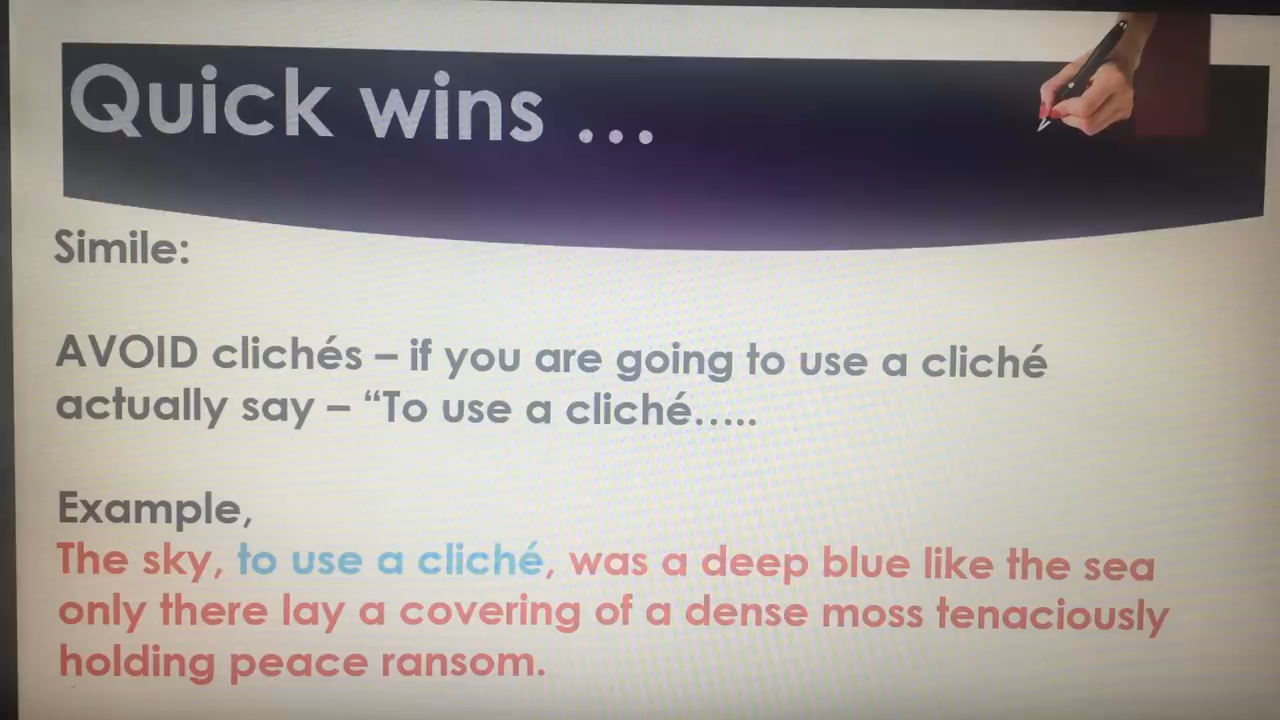 Quick wins ...
Simile:
AVOID clichés – if you are going to use a cliché
actually say – “To use a cliché.....
Example,
The sky, to use a cliché, was a deep blue like the sea
only there lay a covering of a dense moss tenaciously
holding peace ransom.